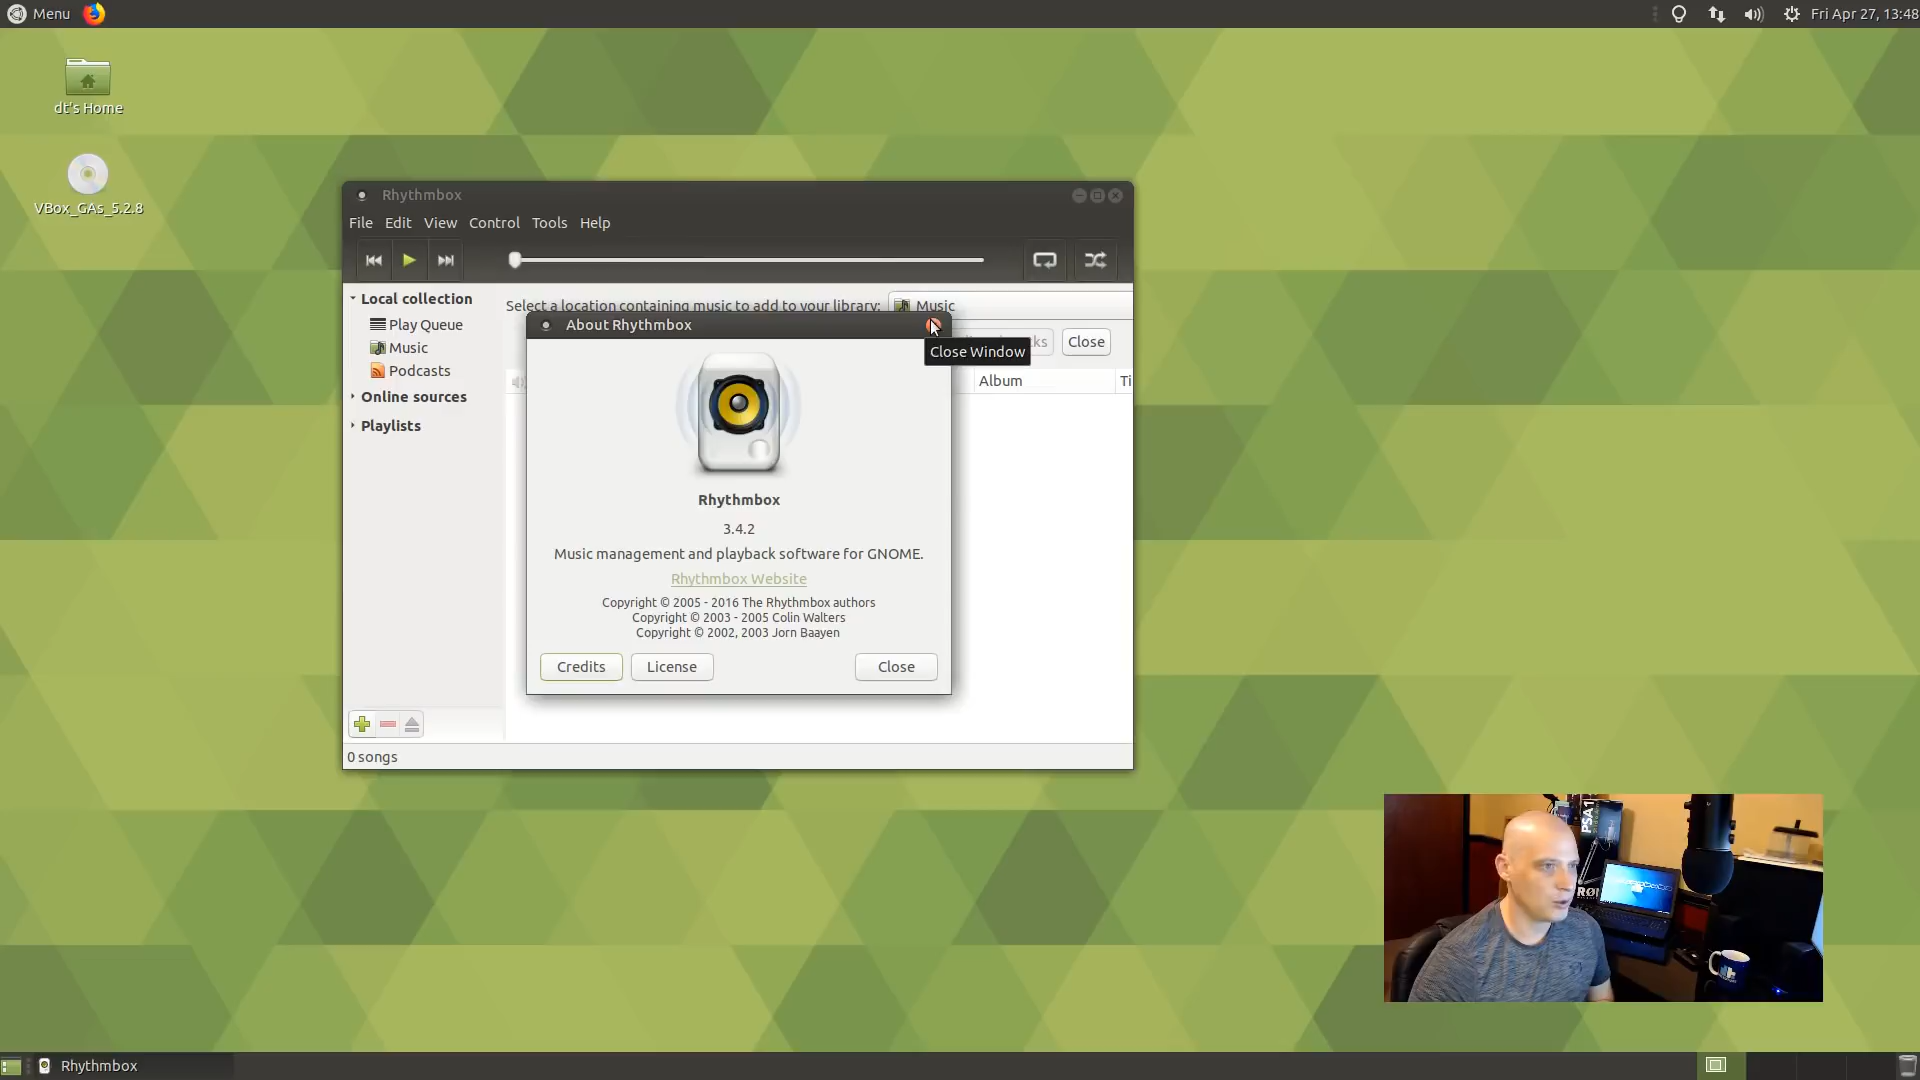 Menu
Fri Apr 27, 13:48
dt's Home
VBox_GAs_5.2.8
Rhythmbox
File Edit View Control Tools Help
Local collection
Play Queue
Music
Podcasts
Online sources
Playlists
Select a location containing music to add to your library:
Music
Close
Close Window
Album
Ti
About Rhythmbox
Rhythmbox
3.4.2
Music management and playback software for GNOME.
Rhythmbox Website
Copyright © 2005 - 2016 The Rhythmbox authors
Copyright © 2003 - 2005 Colin Walters
Copyright © 2002, 2003 Jorn Baayen
Credits License Close
0 songs
PSA1
Rhythmbox